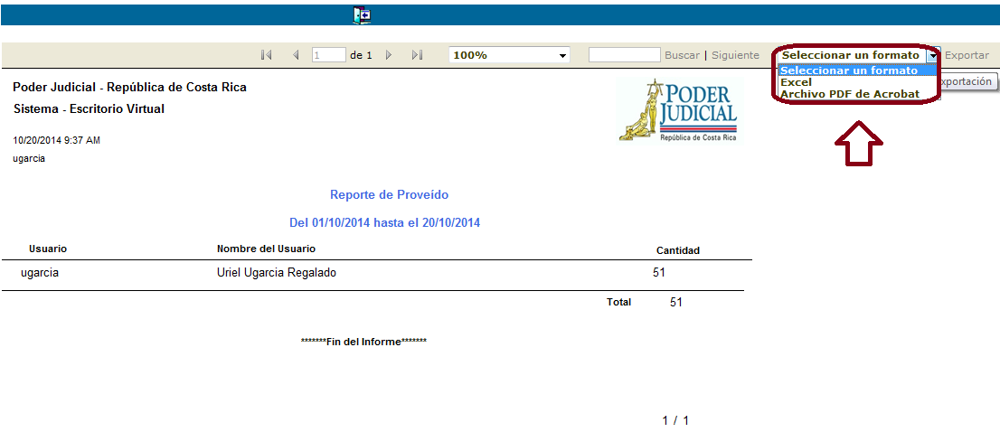 1 de 1 100% Buscar | Siguiente Seleccionar un formato Exportar
Seleccionar un formato
Excel
Archivo PDF de Acrobat
xportación
Poder Judicial - República de Costa Rica
Sistema - Escritorio Virtual
PODER
JUDICIAL
República de Costa Rica
10/20/2014 9:37 AM
ugarcia
Reporte de Proveído
Del 01/10/2014 hasta el 20/10/2014
Usuario Nombre del Usuario Cantidad
ugarcia Uriel Ugarcia Regalado 51
Total 51
*******Fin del Informe*******
1 / 1